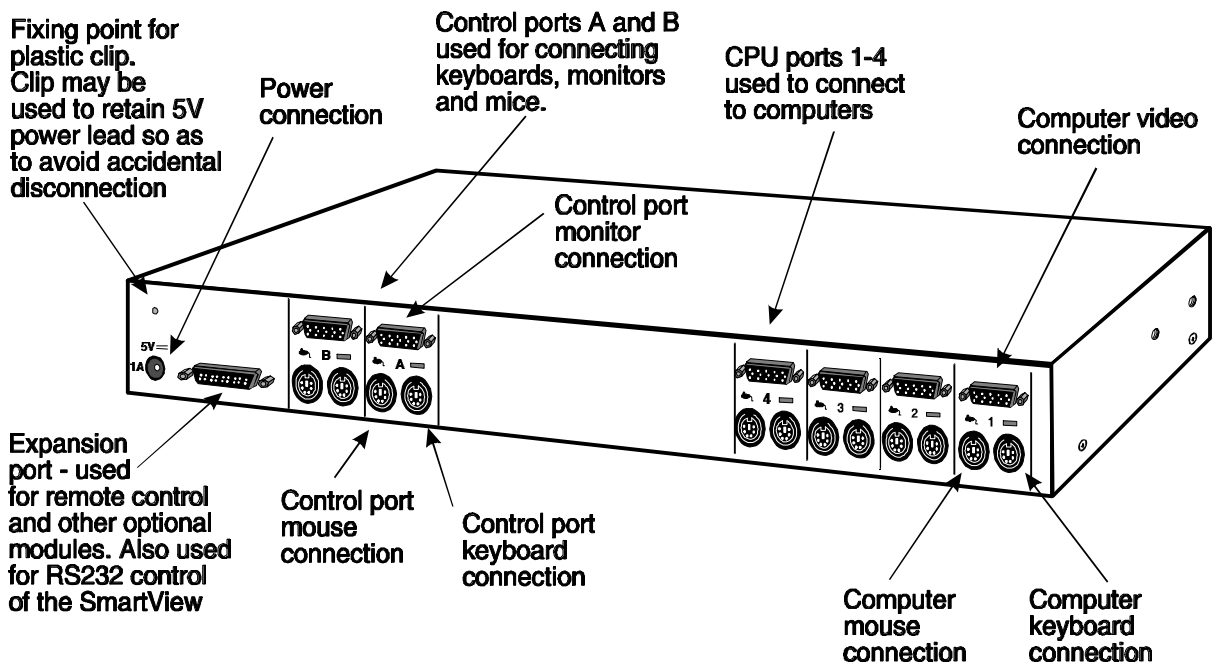 Fixing point for
plastic clip.
Clip may be
used to retain 5V
power lead so as
to avoid accidental
disconnection
Power
connection
Control ports A and B
used for connecting
keyboards, monitors
and mice.
CPU ports 1-4
used to connect
to computers
Computer video
connection
Control port
monitor
connection
5V
1A
B
A
4
3
2
1
Expansion
port - used
for remote control
and other optional
modules. Also used
for RS232 control
of the SmartView
Control port
mouse
connection
Control port
keyboard
connection
Computer
mouse
connection
Computer
keyboard
connection